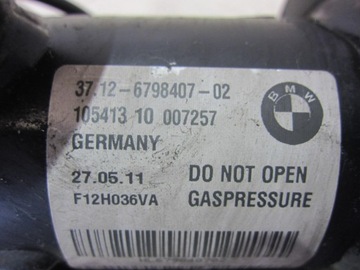 37.12-6798407-02
105413 10 007257
BMW
GERMANY
27.05.11 DO NOT OPEN
F12H036VA GASPRESSURE